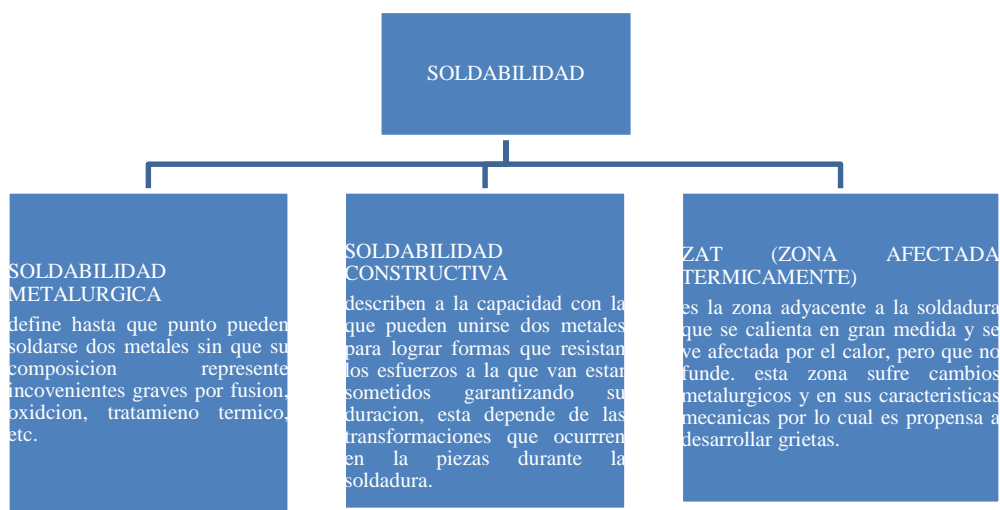 SOLDABILIDAD
SOLDABILIDAD
METALURGICA
define hasta que punto pueden
soldarse dos metales sin que su
composicion represente
incovenientes graves por fusion,
oxidcion, tratamieno termico,
etc.
SOLDABILIDAD
CONSTRUCTIVA
describen a la capacidad con la
que pueden unirse dos metales
para lograr formas que resistan
los esfuerzos a la que van estar
sometidos garantizando su
duracion, esta depende de las
transformaciones que ocurrren
en la piezas durante la
soldadura.
ZAT (ZONA AFECTADA
TERMICAMENTE)
es la zona adyacente a la soldadura
que se calienta en gran medida y se
ve afectada por el calor, pero que no
funde. esta zona sufre cambios
metalurgicos y en sus caracteristicas
mecanicas por lo cual es propensa a
desarrollar grietas.